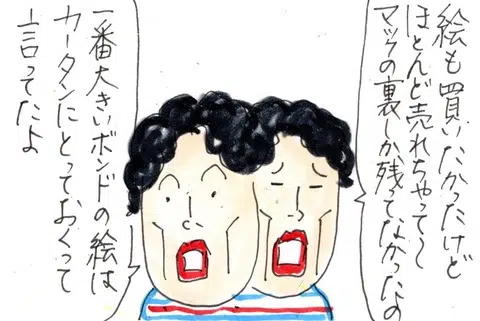 絵も買いたかったけど
ほとんど売れちゃって〜
マツの裏しか残ってなかったの
一番大きいボンドの絵は
カータンにとっておくって
言ってたよ